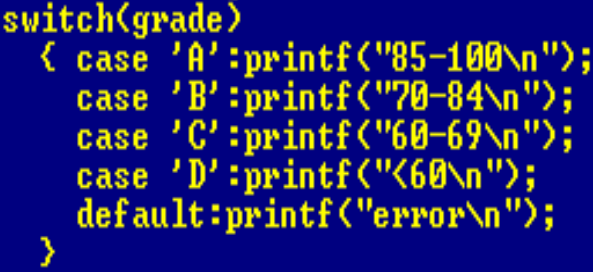 switch(grade)
{ case 'A':printf("85-100\n");
case 'B':printf("70-84\n");
case 'C':printf("60-69\n");
case 'D':printf("<60\n");
default:printf("error\n");
}